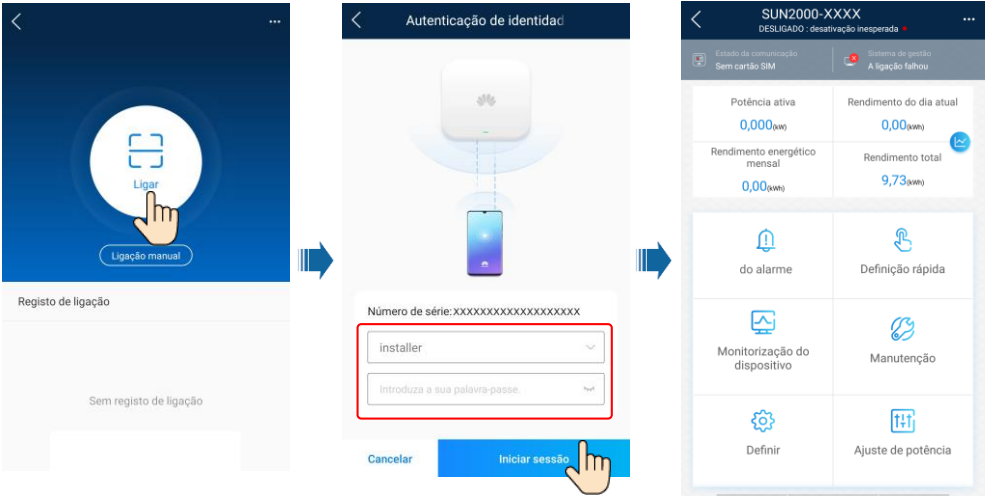 Ligar
Ligação manual
Registo de ligação
Sem registo de ligação
Autenticação de identidad
Número de série:XXXXXXXXXXXXXXXXXXX
installer
Introduza a sua palavra-passe.
Cancelar
Iniciar sessão
SUN2000-XXXX
DESLIGADO : desativação inesperada
Estado da comunicação
Sem cartão SIM
Sistema de gestão
A ligação falhou
Potência ativa
0,000(kW)
Rendimento do dia atual
0,00(kWh)
Rendimento energético
mensal
0,00(kWh)
Rendimento total
9,73(kWh)
do alarme
Definição rápida
Monitorização do
dispositivo
Manutenção
Definir
Ajuste de potência